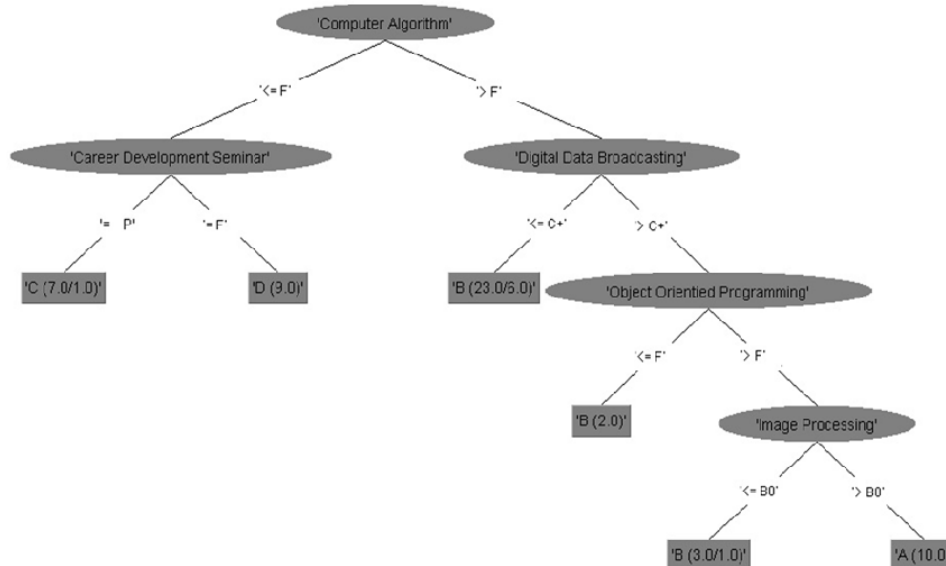 'Computer Algorithm'
'<= F'
'> F'
'Career Development Seminar'
'Digital Data Broadcasting'
'= P'
'= F'
'<= C+'
'> C+'
'C (7.0/1.0)'
'D (9.0)'
'B (23.0/6.0)'
'Object Orientied Programming'
'<= F'
'> F'
'B (2.0)'
'Image Processing'
'<= B0'
'> B0'
'B (3.0/1.0)'
'A (10.0